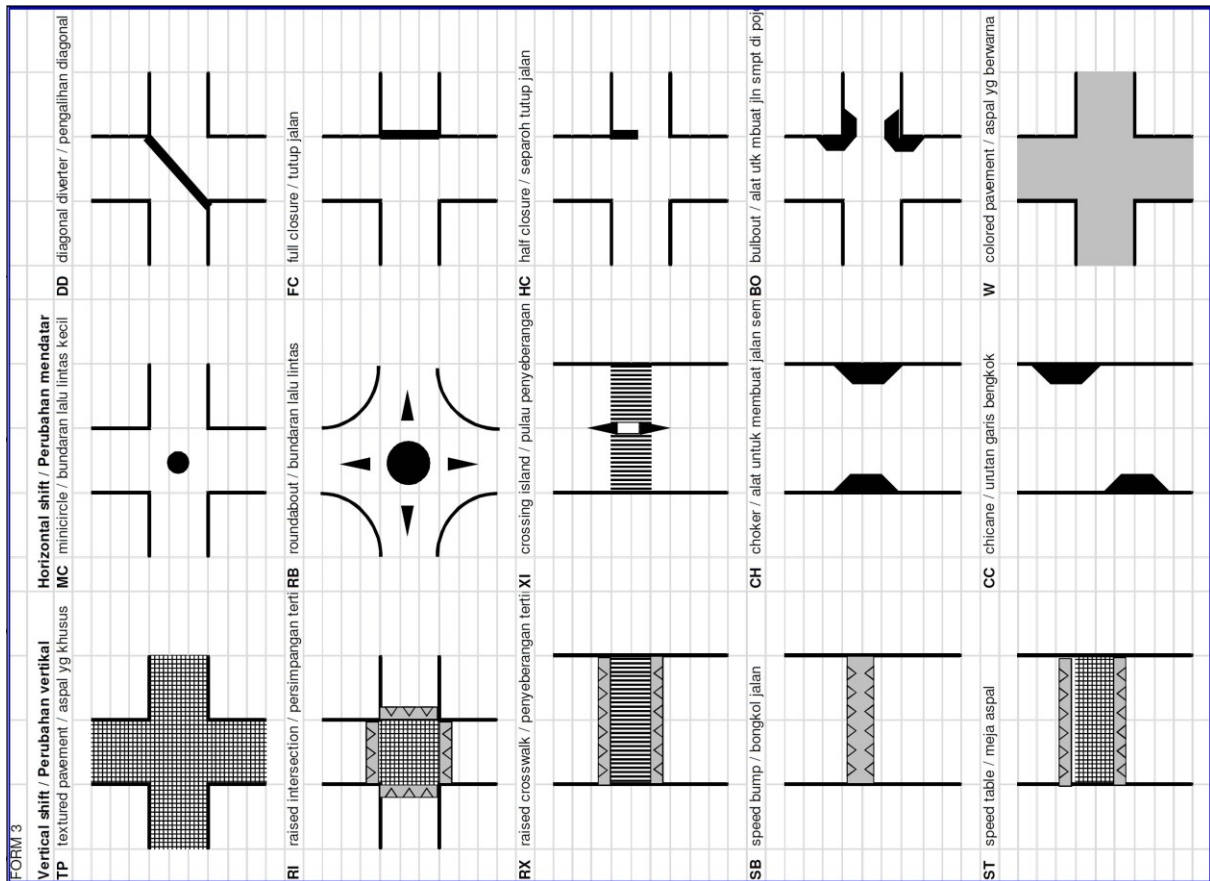 FORM 3
Vertical shift / Perubahan vertikal Horizontal shift / Perubahan mendatar
TP textured pavement / aspal yg khusus MC minicircle / bundaran lalu lintas kecil DD diagonal diverter / pengalihan diagonal
RI raised intersection / persimpangan terti RB roundabout / bundaran lalu lintas FC full closure / tutup jalan
RX raised crosswalk / penyeberangan terti XI crossing island / pulau penyeberangan HC half closure / separoh tutup jalan
SB speed bump / bongkol jalan CH choker / alat untuk membuat jalan sem BO bulbout / alat utk mbuat jln smpt di pojo
ST speed table / meja aspal CC chicane / urutan garis bengkok W colored pavement / aspal yg berwarna